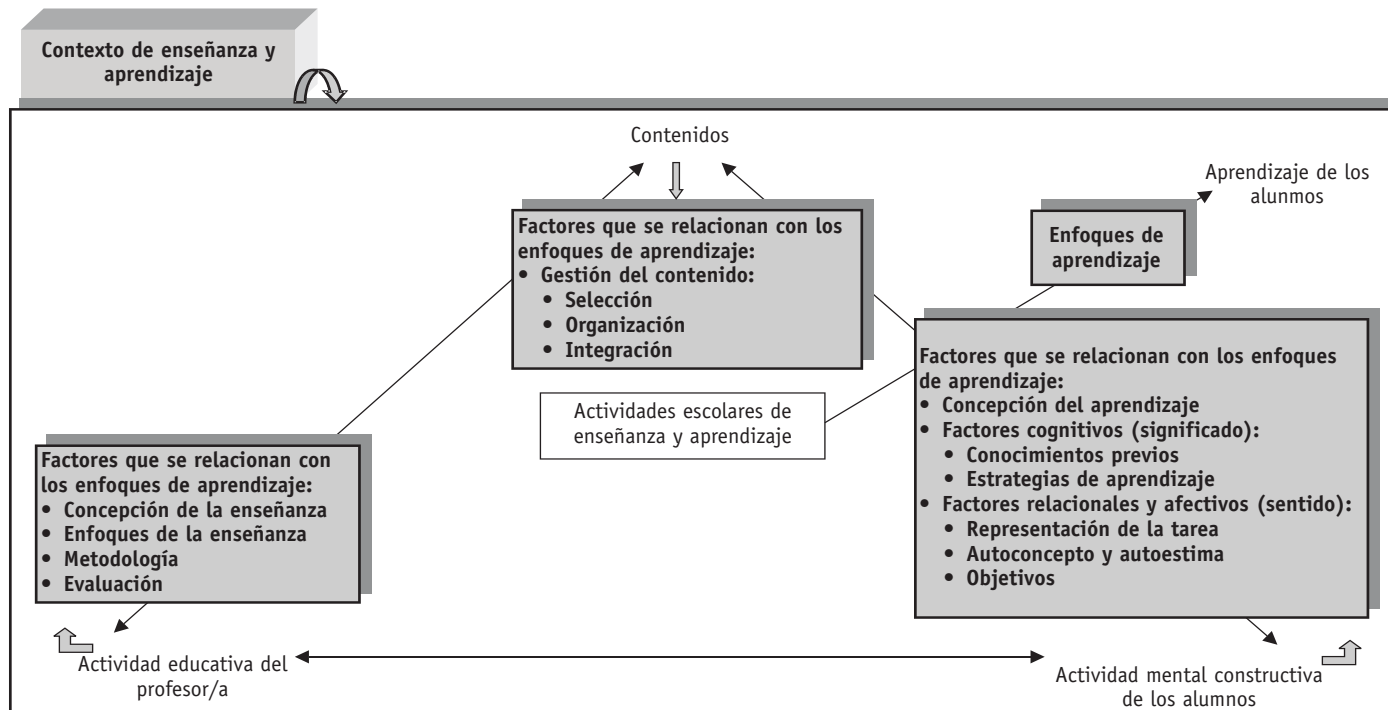 Contexto de enseñanza y
aprendizaje
Contenidos
Aprendizaje de los
alunmos
Factores que se relacionan con los
enfoques de aprendizaje:
• Gestión del contenido:
• Selección
• Organización
• Integración
Enfoques de
aprendizaje
Factores que se relacionan con los enfoques
de aprendizaje:
• Concepción del aprendizaje
• Factores cognitivos (significado):
• Conocimientos previos
• Estrategias de aprendizaje
• Factores relacionales y afectivos (sentido):
• Representación de la tarea
• Autoconcepto y autoestima
• Objetivos
Actividades escolares de
enseñanza y aprendizaje
Factores que se relacionan con
los enfoques de aprendizaje:
• Concepción de la enseñanza
• Enfoques de la enseñanza
• Metodología
• Evaluación
Actividad educativa del
profesor/a
Actividad mental constructiva
de los alumnos